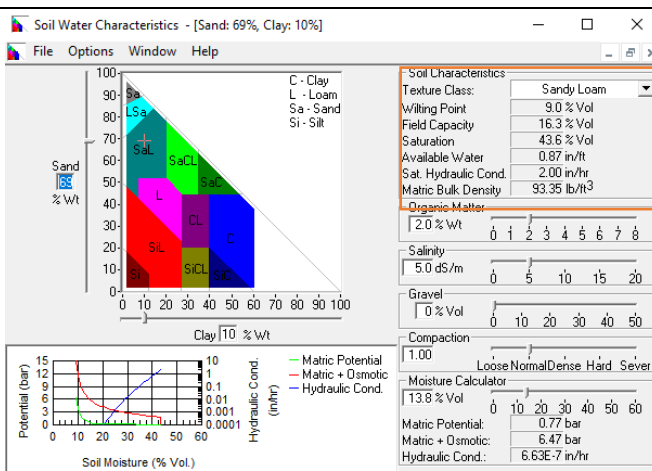 Soil Water Characteristics - [Sand: 69%, Clay: 10%]
File Options Window Help
Sand
69
% Wt
100
90
80
70
60
50
40
30
20
10
0
C - Clay
L - Loam
Sa - Sand
Si - Silt
Sa
LSa
SaL
SaCL
SaC
L
CL
C
SiL
SiCL
SiC
Si
0 10 20 30 40 50 60 70 80 90 100
Clay 10 % Wt
Soil Characteristics
Texture Class: Sandy Loam
Wilting Point 9.0 % Vol
Field Capacity 16.3 % Vol
Saturation 43.6 % Vol
Available Water 0.87 in/ft
Sat. Hydraulic Cond. 2.00 in/hr
Matric Bulk Density 93.35 lb/ft3
Organic Matter
2.0 % Wt
0 1 2 3 4 5 6 7 8
Salinity
5.0 dS/m
0 5 10 15 20
Gravel
0 % Vol
0 10 20 30 40 50
Compaction
1.00
Loose Normal Dense Hard Sever
Moisture Calculator
13.8 % Vol
0 10 20 30 40 50 60
Matric Potential: 0.77 bar
Matric + Osmotic: 6.47 bar
Hydraulic Cond.: 6.63E-7 in/hr
Potential (bar)
15
12
9
6
3
0
0 10 20 30 40 50 60
Soil Moisture (% Vol.)
10
1
0.1
0.01
0.001
0.0001
Hydraulic Cond.
(in/hr)
Matric Potential
Matric + Osmotic
Hydraulic Cond.